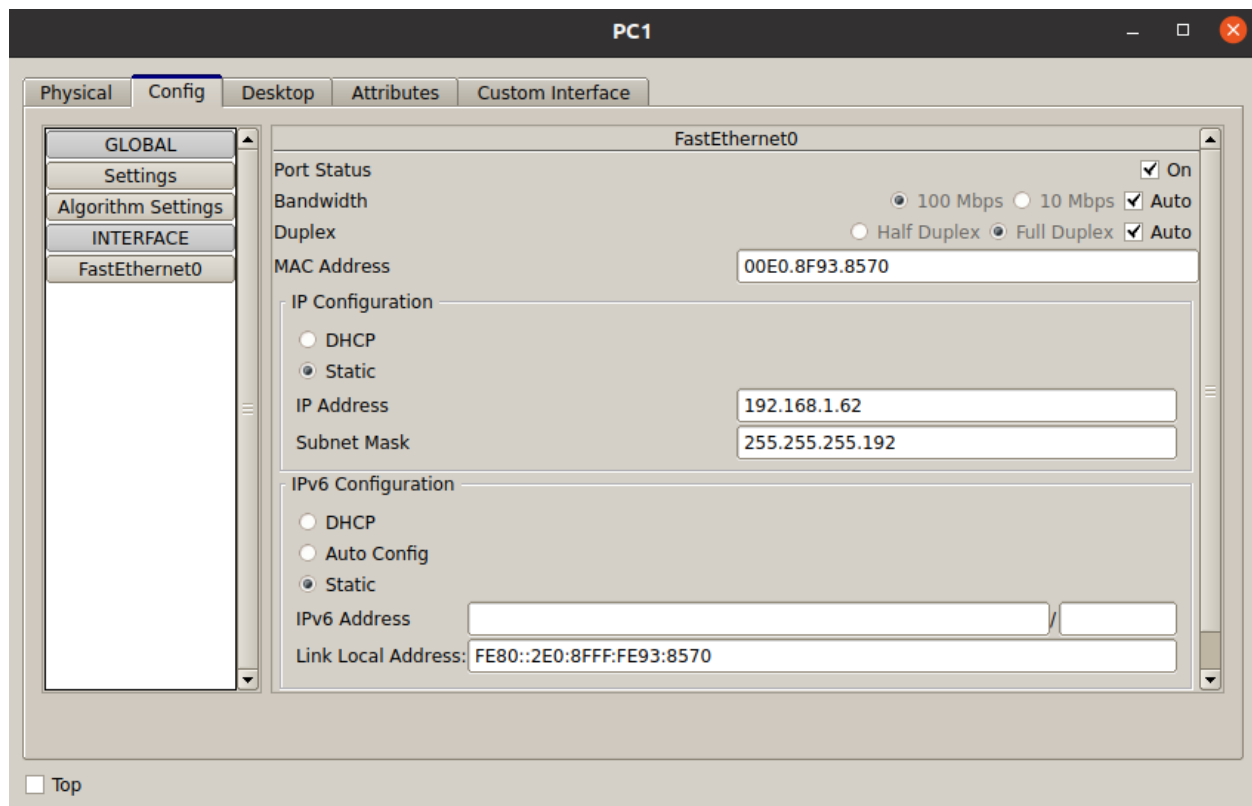 PC1
Physical Config Desktop Attributes Custom Interface
GLOBAL
Settings
Algorithm Settings
INTERFACE
FastEthernet0
FastEthernet0
Port Status On
Bandwidth 100 Mbps 10 Mbps Auto
Duplex Half Duplex Full Duplex Auto
MAC Address 00E0.8F93.8570
IP Configuration
DHCP
Static
IP Address 192.168.1.62
Subnet Mask 255.255.255.192
IPv6 Configuration
DHCP
Auto Config
Static
IPv6 Address /
Link Local Address: FE80::2E0:8FFF:FE93:8570
Top